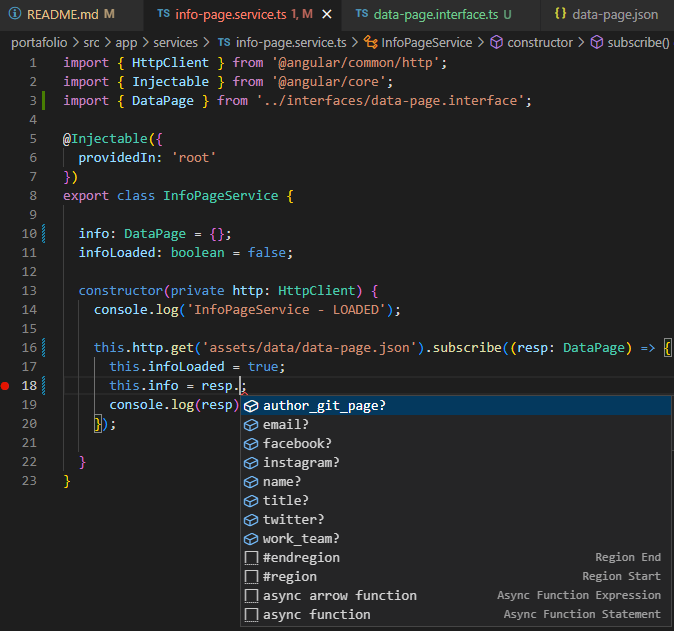 README.md M
TS info-page.service.ts 1, M ×
TS data-page.interface.ts U
{} data-page.json
portafolio > src > app > services > TS info-page.service.ts > InfoPageService > constructor > subscribe()
1 import { HttpClient } from '@angular/common/http';
2 import { Injectable } from '@angular/core';
3 import { DataPage } from '../interfaces/data-page.interface';
4
5 @Injectable({
6 providedIn: 'root'
7 })
8 export class InfoPageService {
9
10 info: DataPage = {};
11 infoLoaded: boolean = false;
12
13 constructor(private http: HttpClient) {
14 console.log('InfoPageService - LOADED');
15
16 this.http.get('assets/data/data-page.json').subscribe((resp: DataPage) => {
17 this.infoLoaded = true;
18 this.info = resp.;
19 console.log(resp)
20 });
21
22 }
23 }
author_git_page?
email?
facebook?
instagram?
name?
title?
twitter?
work_team?
#endregion Region End
#region Region Start
async arrow function Async Function Expression
async function Async Function Statement